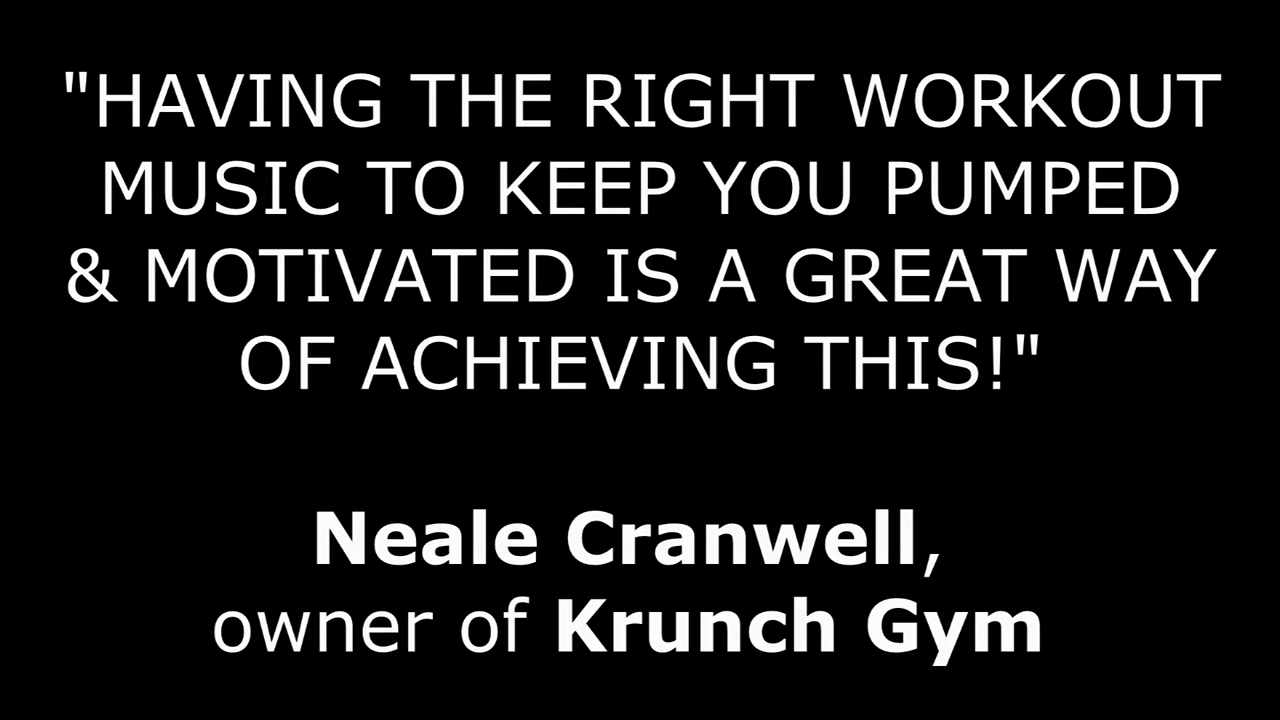 "HAVING THE RIGHT WORKOUT
MUSIC TO KEEP YOU PUMPED
& MOTIVATED IS A GREAT WAY
OF ACHIEVING THIS!"
Neale Cranwell,
owner of Krunch Gym